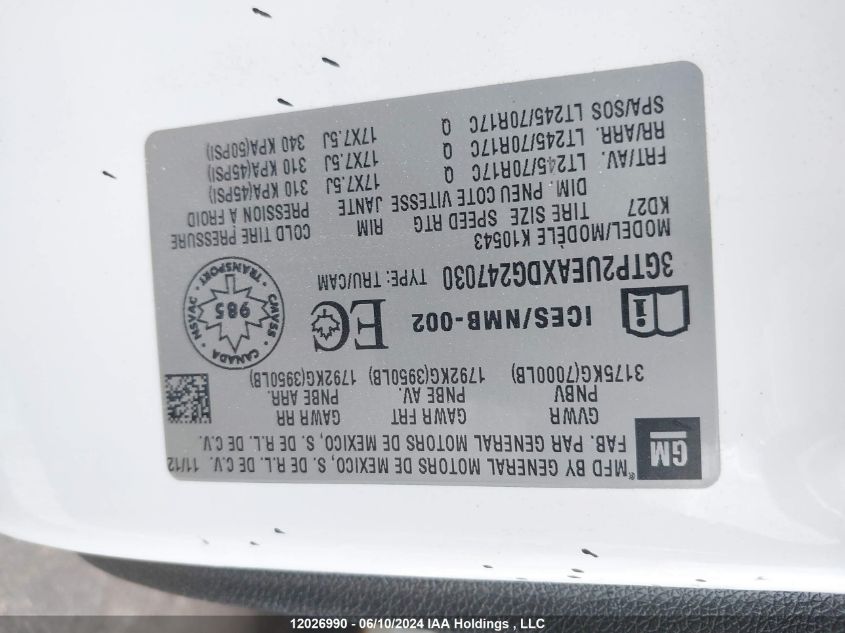 GM
MFD BY GENERAL MOTORS DE MEXICO, S. DE R.L. DE C.V. 11/12
FAB. PAR GENERAL MOTORS DE MEXICO, S. DE R.L. DE C.V.
GVWR GAWR FRT GAWR RR
PNBV PNBE AV. PNBE ARR.
3175KG(7000LB) 1792KG(3950LB) 1792KG(3950LB)
ICES/NMB-002 EC
CANADA · TRANSPORT · CMVSS · NSVAC
985
3GTP2UEAXDG247030 TYPE: TRU/CAM
MODEL/MODÈLE K10543
KD27 TIRE SIZE SPEED RTG RIM COLD TIRE PRESSURE
DIM. PNEU COTE VITESSE JANTE PRESSION A FROID
FRT/AV. LT245/70R17C Q 17X7.5J 310 KPA(45PSI)
RR/ARR. LT245/70R17C Q 17X7.5J 310 KPA(45PSI)
SPA/SOS LT245/70R17C Q 17X7.5J 340 KPA(50PSI)
12026990 - 06/10/2024 IAA Holdings , LLC